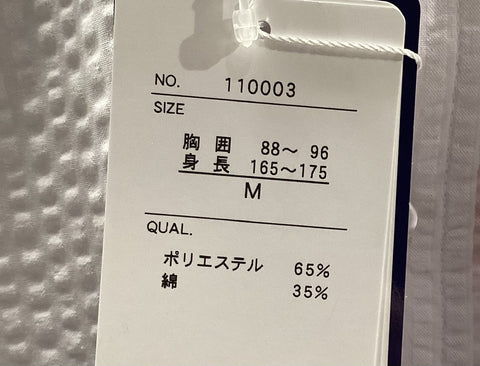 NO. 110003
SIZE
胸囲 88～96
身長 165～175
M
QUAL.
ポリエステル 65%
綿 35%